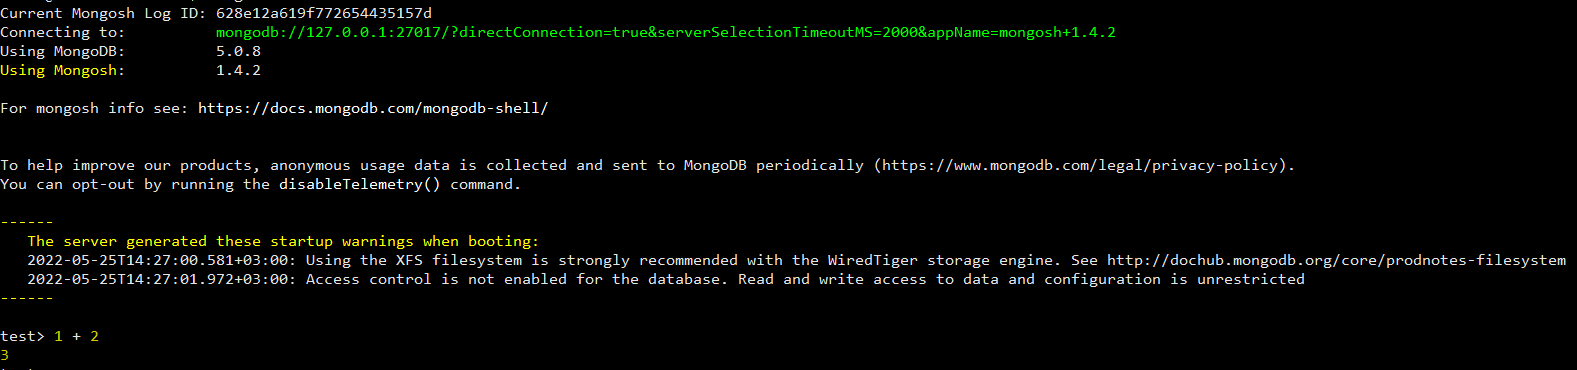 Current Mongosh Log ID: 628e12a619f772654435157d
Connecting to:          mongodb://127.0.0.1:27017/?directConnection=true&serverSelectionTimeoutMS=2000&appName=mongosh+1.4.2
Using MongoDB:          5.0.8
Using Mongosh:          1.4.2
For mongosh info see: https://docs.mongodb.com/mongodb-shell/
To help improve our products, anonymous usage data is collected and sent to MongoDB periodically (https://www.mongodb.com/legal/privacy-policy).
You can opt-out by running the disableTelemetry() command.
------
   The server generated these startup warnings when booting:
   2022-05-25T14:27:00.581+03:00: Using the XFS filesystem is strongly recommended with the WiredTiger storage engine. See http://dochub.mongodb.org/core/prodnotes-filesystem
   2022-05-25T14:27:01.972+03:00: Access control is not enabled for the database. Read and write access to data and configuration is unrestricted
------
test> 1 + 2
3